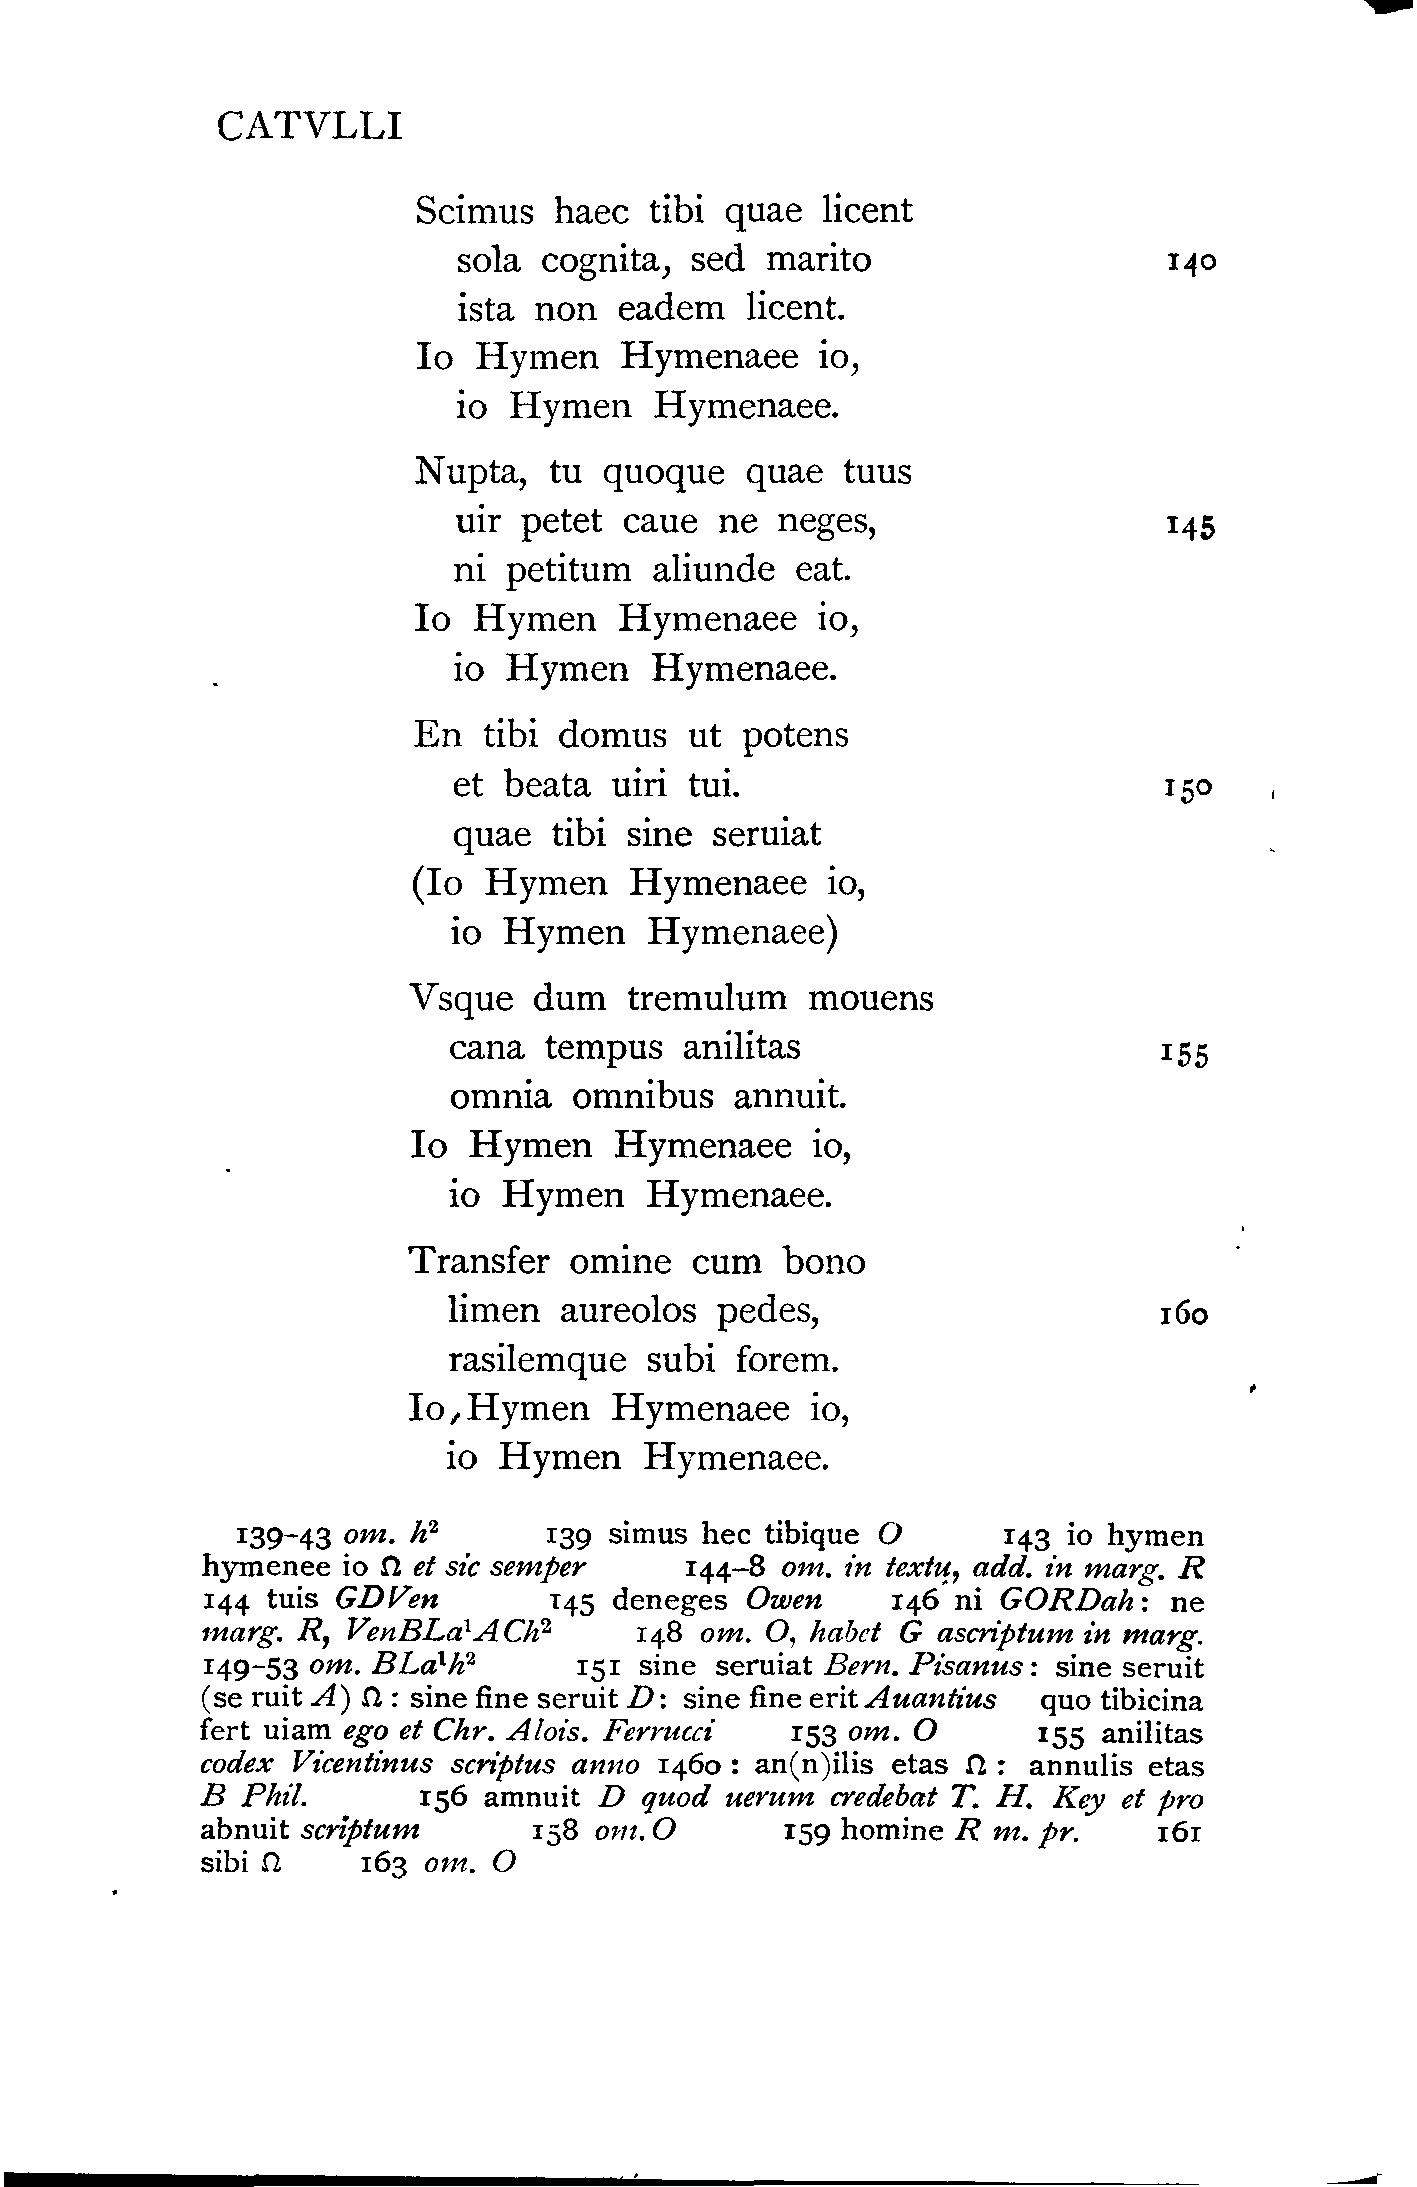 CATVLLI
Scimus haec tibi quae licent
sola cognita, sed marito 140
ista non eadem licent.
Io Hymen Hymenaee io,
io Hymen Hymenaee.
Nupta, tu quoque quae tuus
uir petet caue ne neges, 145
ni petitum aliunde eat.
Io Hymen Hymenaee io,
io Hymen Hymenaee.
En tibi domus ut potens
et beata uiri tui. 150
quae tibi sine seruiat
(Io Hymen Hymenaee io,
io Hymen Hymenaee)
Vsque dum tremulum mouens
cana tempus anilitas 155
omnia omnibus annuit.
Io Hymen Hymenaee io,
io Hymen Hymenaee.
Transfer omine cum bono
limen aureolos pedes, 160
rasilemque subi forem.
Io, Hymen Hymenaee io,
io Hymen Hymenaee.
139–43 om. h² 139 simus hec tibique O 143 io hymen
hymenee io Ω et sic semper 144–8 om. in textu, add. in marg. R
144 tuis GDVen 145 deneges Owen 146 ni GORDah: ne
marg. R, VenBLa¹ACh² 148 om. O, habet G ascriptum in marg.
149–53 om. BLa¹h² 151 sine seruiat Bern. Pisanus: sine seruit
(se ruit A) Ω : sine fine seruit D: sine fine erit Auantius quo tibicina
fert uiam ego et Chr. Alois. Ferrucci 153 om. O 155 anilitas
codex Vicentinus scriptus anno 1460 : an(n)ilis etas Ω : annulis etas
B Phil. 156 amnuit D quod uerum credebat T. H. Key et pro
abnuit scriptum 158 om. O 159 homine R m. pr. 161
sibi Ω 163 om. O